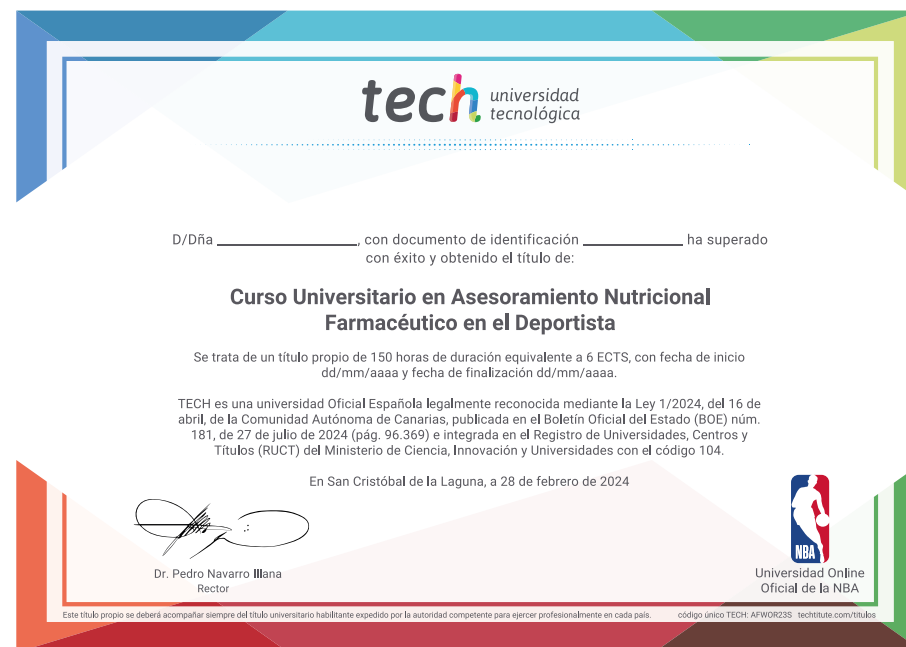 tech universidad
tecnológica
D/Dña ____________________, con documento de identificación ______________ ha superado
con éxito y obtenido el título de:
Curso Universitario en Asesoramiento Nutricional
Farmacéutico en el Deportista
Se trata de un título propio de 150 horas de duración equivalente a 6 ECTS, con fecha de inicio
dd/mm/aaaa y fecha de finalización dd/mm/aaaa.
TECH es una universidad Oficial Española legalmente reconocida mediante la Ley 1/2024, del 16 de
abril, de la Comunidad Autónoma de Canarias, publicada en el Boletín Oficial del Estado (BOE) núm.
181, de 27 de julio de 2024 (pág. 96.369) e integrada en el Registro de Universidades, Centros y
Títulos (RUCT) del Ministerio de Ciencia, Innovación y Universidades con el código 104.
En San Cristóbal de la Laguna, a 28 de febrero de 2024
Dr. Pedro Navarro Illana
Rector
NBA
Universidad Online
Oficial de la NBA
Este título propio se deberá acompañar siempre del título universitario habilitante expedido por la autoridad competente para ejercer profesionalmente en cada país. código único TECH: AFWOR23S techtitute.com/titulos